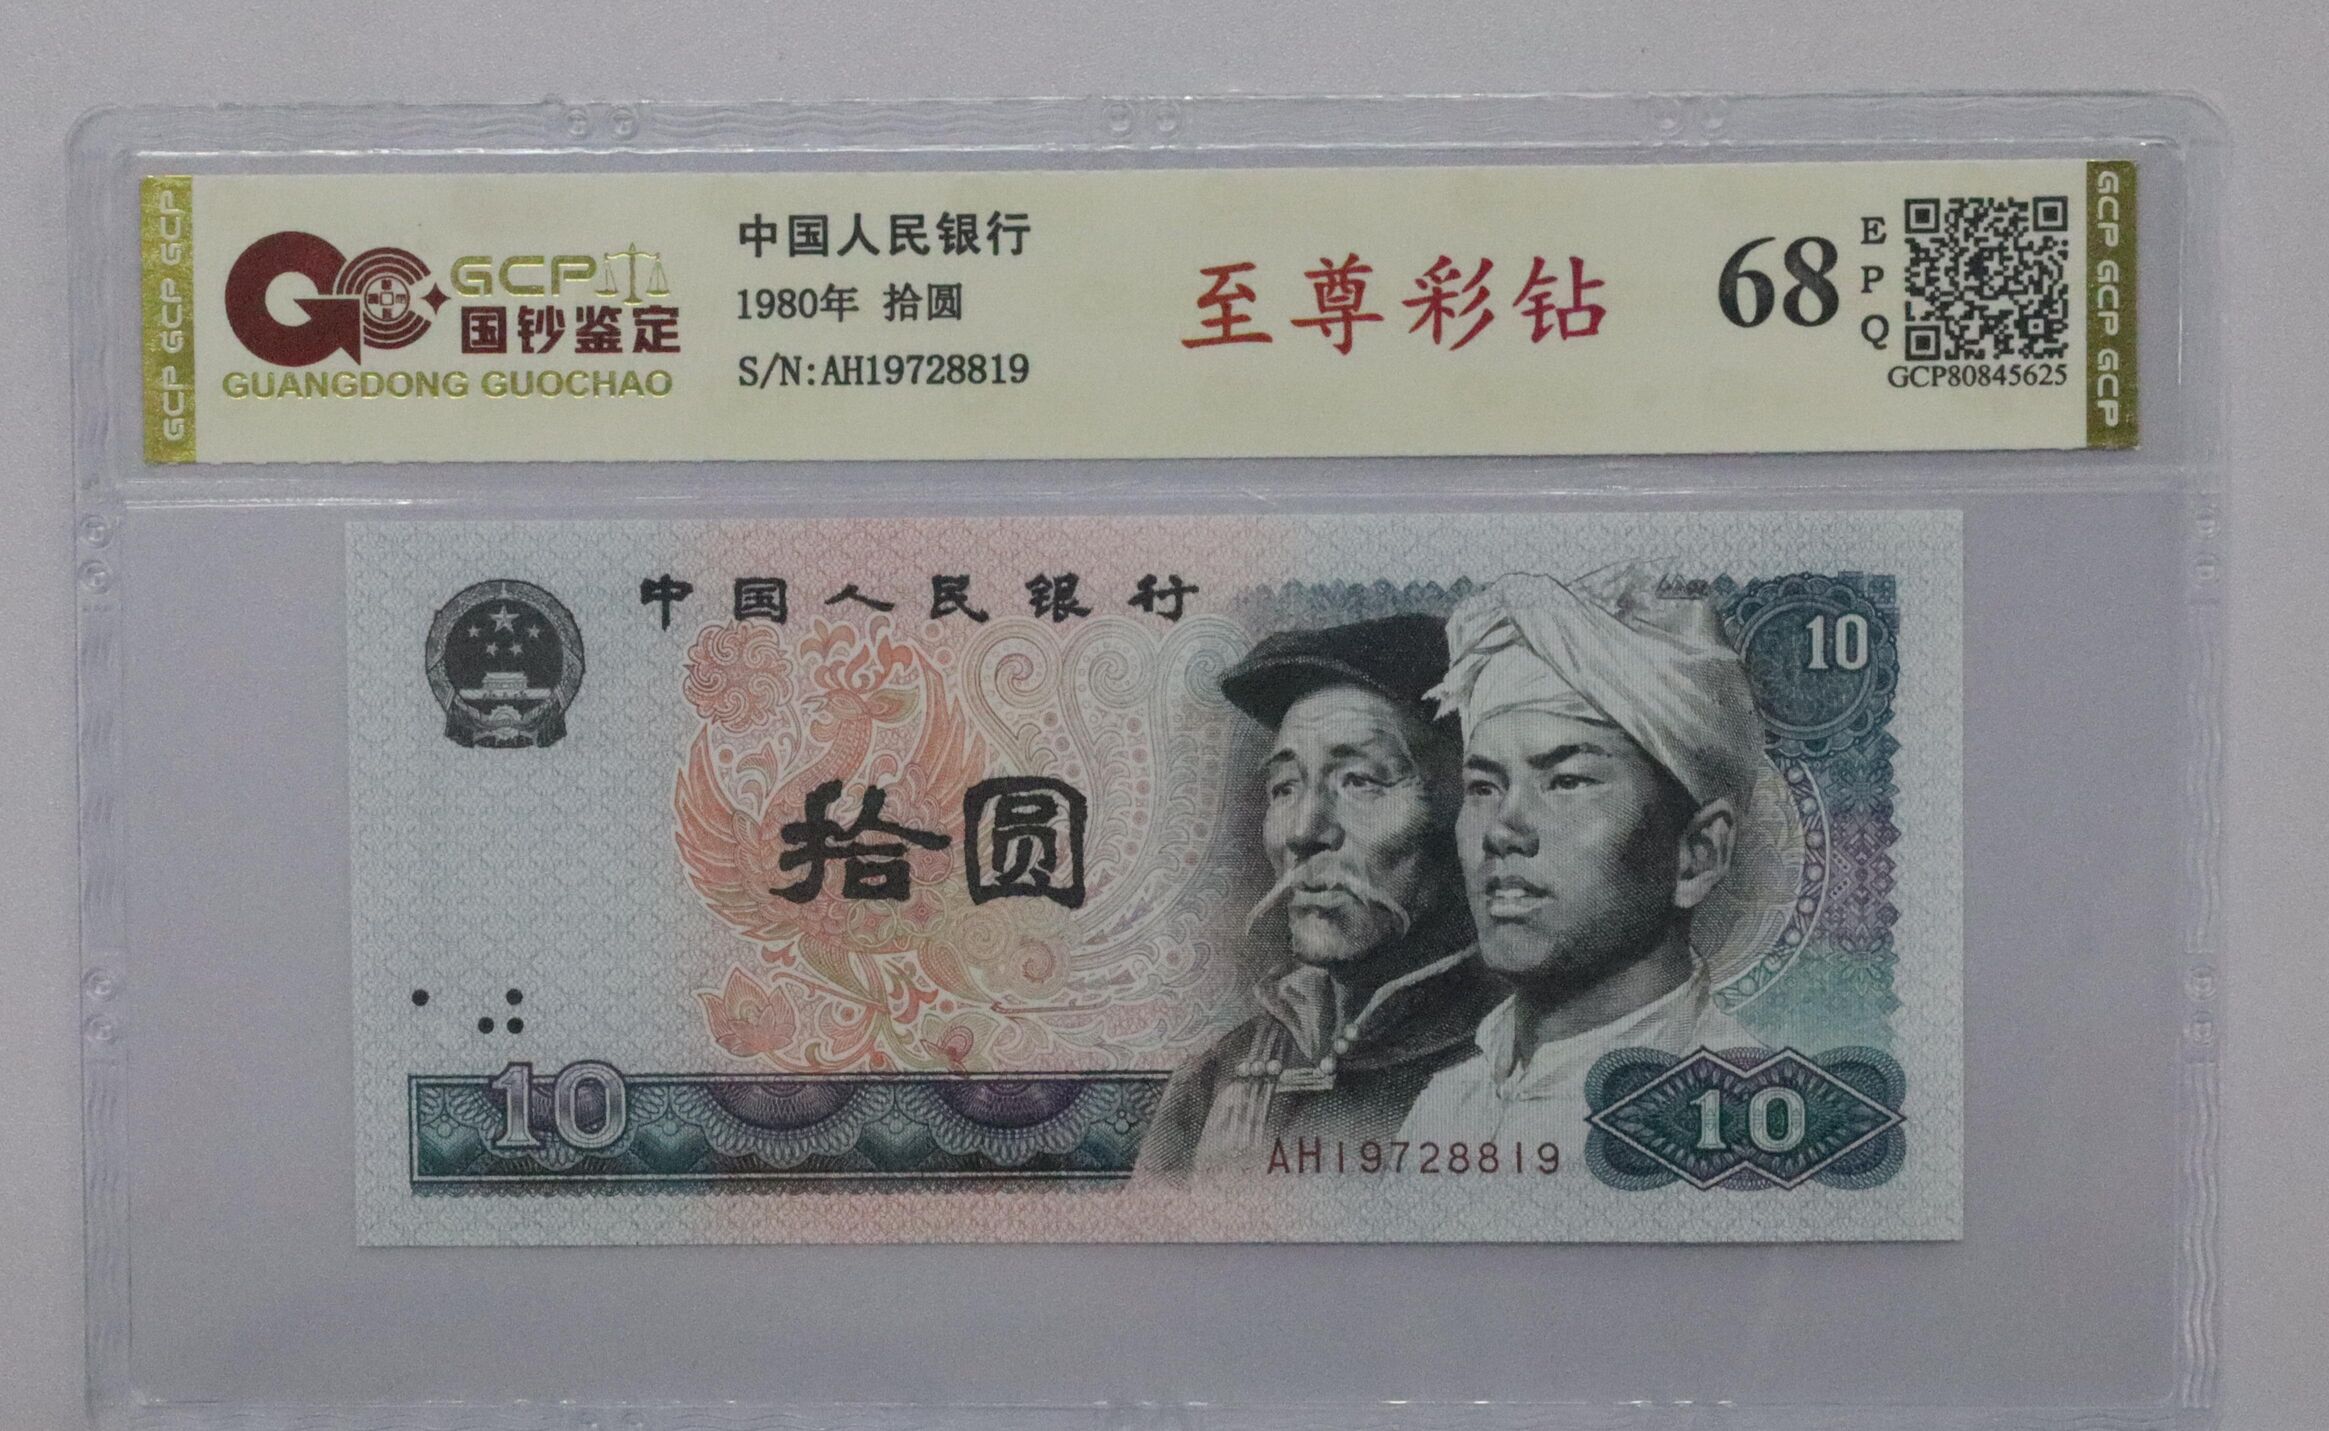 GCP GCP GCP
GCP
国钞鉴定
GUANGDONG GUOCHAO
中国人民银行
1980年 拾圆
S/N:AH19728819
至尊彩钻
68
E
P
Q
GCP80845625
GCP GCP GCP
中国人民银行
10
拾圆
10
AH19728819
10